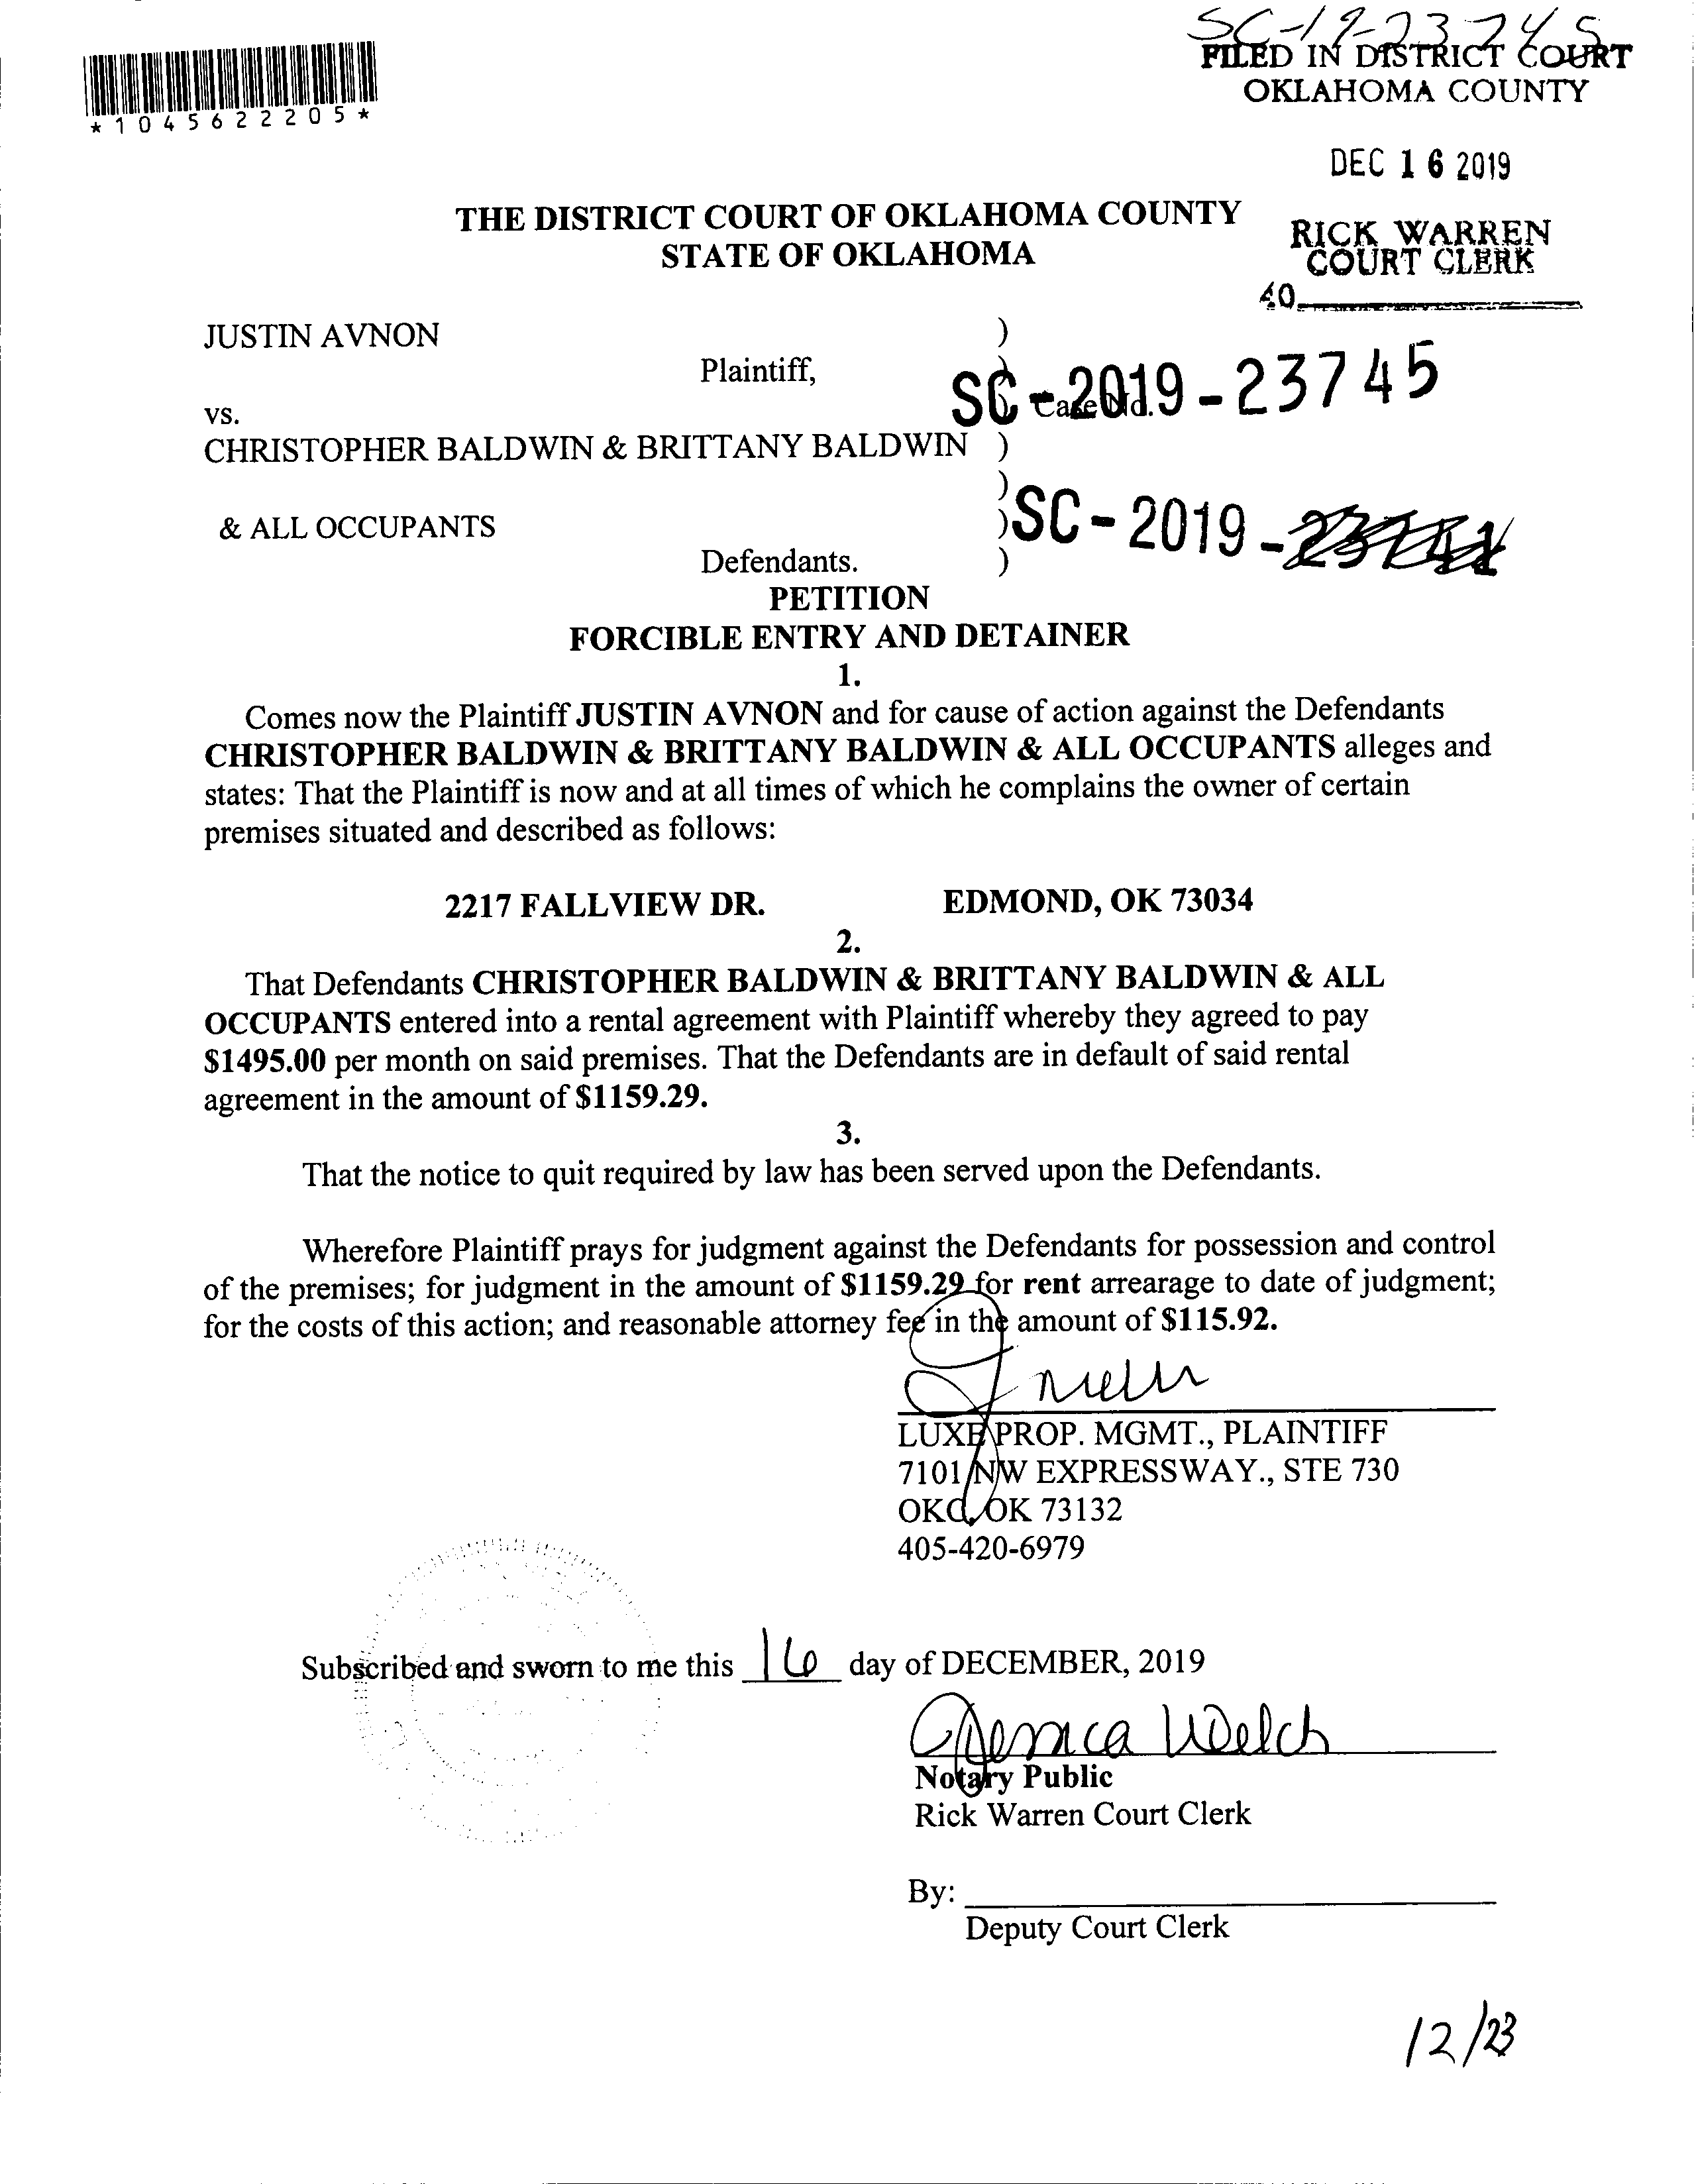 SC-19-23745
FILED IN DISTRICT COURT
OKLAHOMA COUNTY
*1045622205*
DEC 16 2019
THE DISTRICT COURT OF OKLAHOMA COUNTY
STATE OF OKLAHOMA
RICK WARREN
COURT CLERK
40
JUSTIN AVNON )
Plaintiff, )
SC-2019-23745
vs. ) Case No.
CHRISTOPHER BALDWIN & BRITTANY BALDWIN )
)
& ALL OCCUPANTS ) SC-2019-
Defendants. )
PETITION
FORCIBLE ENTRY AND DETAINER
1.
Comes now the Plaintiff JUSTIN AVNON and for cause of action against the Defendants
CHRISTOPHER BALDWIN & BRITTANY BALDWIN & ALL OCCUPANTS alleges and
states: That the Plaintiff is now and at all times of which he complains the owner of certain
premises situated and described as follows:
2217 FALLVIEW DR. EDMOND, OK 73034
2.
That Defendants CHRISTOPHER BALDWIN & BRITTANY BALDWIN & ALL
OCCUPANTS entered into a rental agreement with Plaintiff whereby they agreed to pay
$1495.00 per month on said premises. That the Defendants are in default of said rental
agreement in the amount of $1159.29.
3.
That the notice to quit required by law has been served upon the Defendants.
Wherefore Plaintiff prays for judgment against the Defendants for possession and control
of the premises; for judgment in the amount of $1159.29 for rent arrearage to date of judgment;
for the costs of this action; and reasonable attorney fee in the amount of $115.92.
LUXE PROP. MGMT., PLAINTIFF
7101 NW EXPRESSWAY., STE 730
OKC, OK 73132
405-420-6979
Subscribed and sworn to me this 16 day of DECEMBER, 2019
Welch
Notary Public
Rick Warren Court Clerk
By:
Deputy Court Clerk
12/23